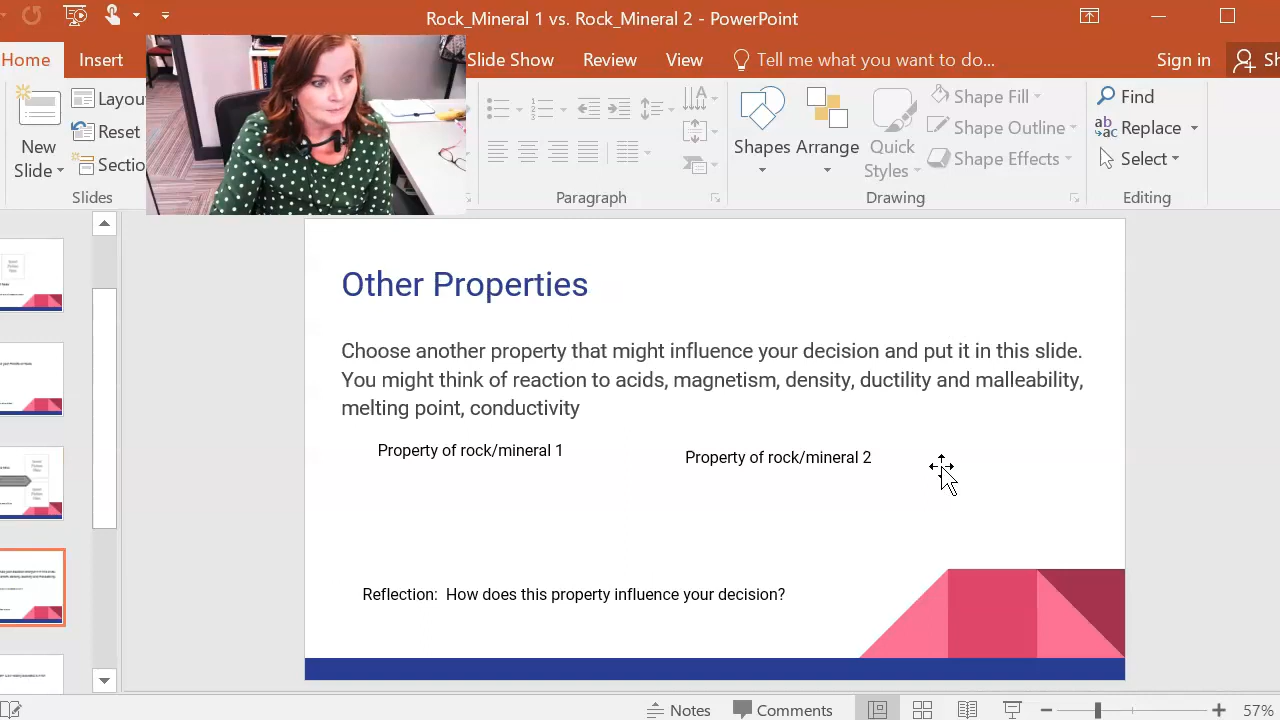 Rock_Mineral 1 vs. Rock_Mineral 2 - PowerPoint
Home Insert Slide Show Review View Tell me what you want to do... Sign in Sh
New Slide
Layou
Reset
Sectio
Slides
Paragraph
Shapes
Arrange
Quick Styles
Shape Fill
Shape Outline
Shape Effects
Drawing
Find
Replace
Select
Editing
Other Properties
Choose another property that might influence your decision and put it in this slide.
You might think of reaction to acids, magnetism, density, ductility and malleability,
melting point, conductivity
Property of rock/mineral 1
Property of rock/mineral 2
Reflection: How does this property influence your decision?
Notes Comments 57%